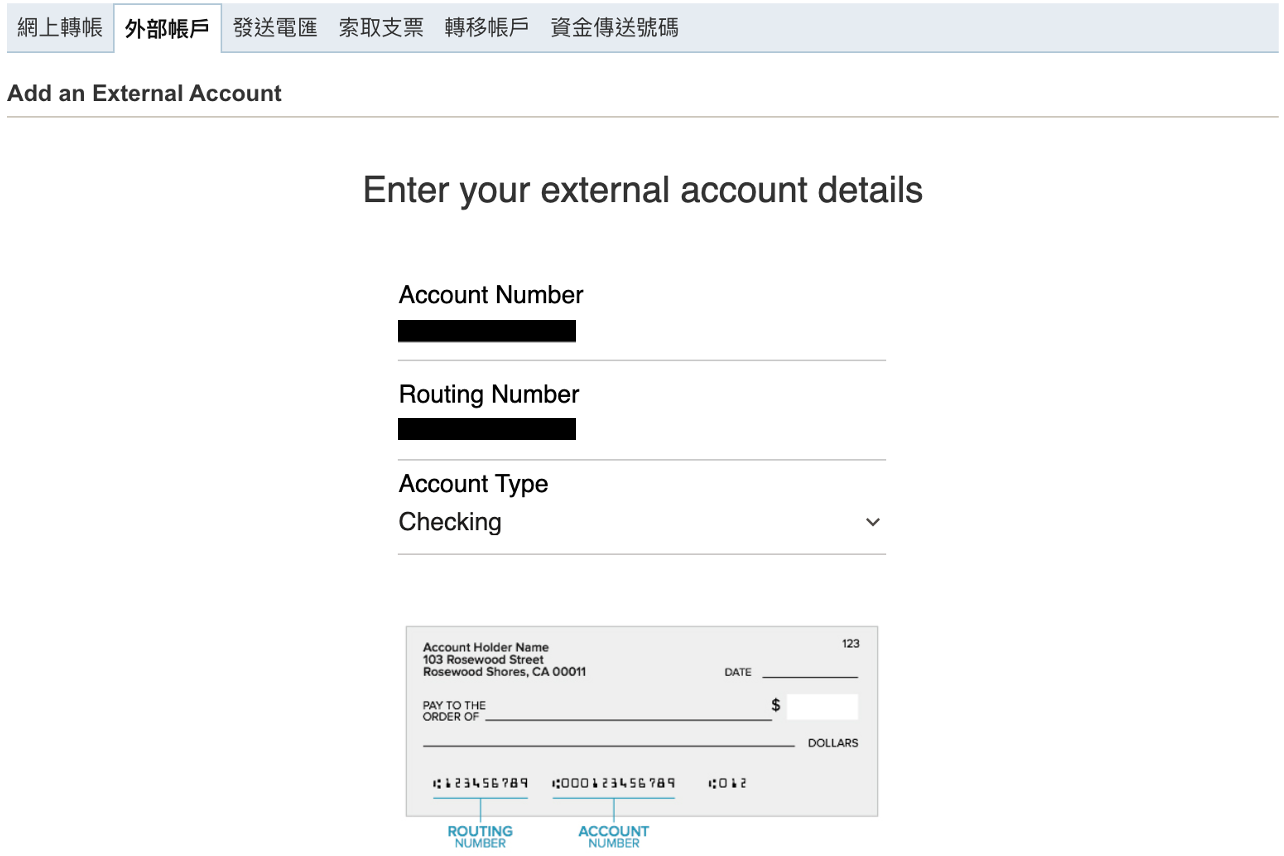 網上轉帳 外部帳戶 發送電匯 索取支票 轉移帳戶 資金傳送號碼
Add an External Account
Enter your external account details
Account Number
Routing Number
Account Type
Checking
Account Holder Name
103 Rosewood Street
Rosewood Shores, CA 00011
123
DATE
PAY TO THE
ORDER OF
$
DOLLARS
⑆123456789 ⑆000123456789 ⑆012
ROUTING
NUMBER
ACCOUNT
NUMBER